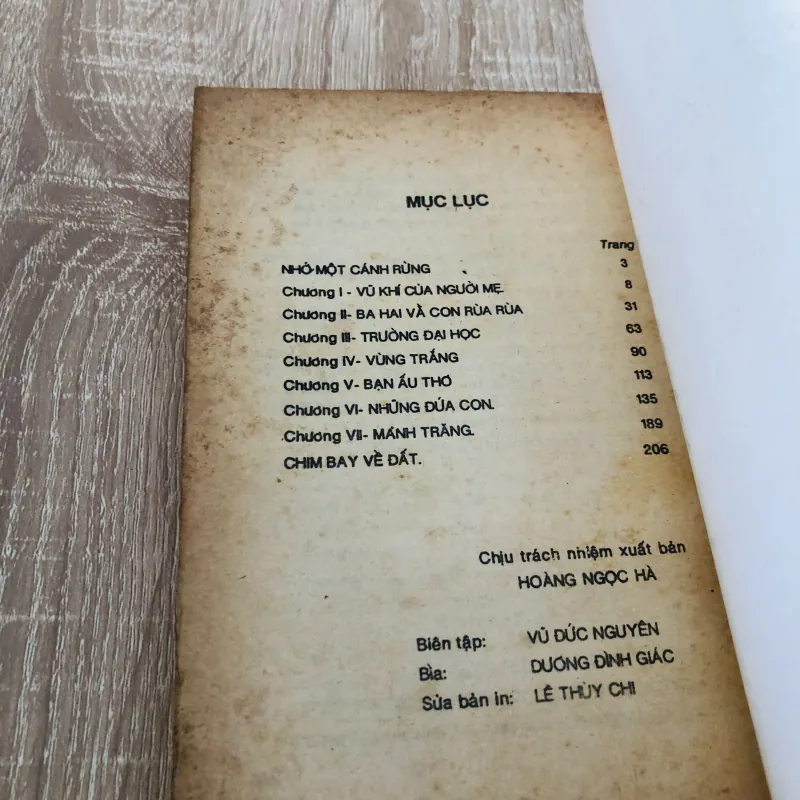 MỤC LỤC
Trang
NHỚ MỘT CÁNH RỪNG 3
Chương I - VŨ KHÍ CỦA NGƯỜI MẸ. 8
Chương II- BA HAI VÀ CON RÙA RÙA 31
Chương III- TRƯỜNG ĐẠI HỌC 63
Chương IV- VÙNG TRẮNG 90
Chương V- BẠN ẤU THƠ 113
Chương VI- NHỮNG ĐỨA CON. 135
Chương VII- MẢNH TRĂNG. 189
CHIM BAY VỀ ĐẤT. 206
Chịu trách nhiệm xuất bản
HOÀNG NGỌC HÀ
Biên tập: VŨ ĐỨC NGUYÊN
Bìa: DƯƠNG ĐÌNH GIÁC
Sửa bản in: LÊ THÙY CHI